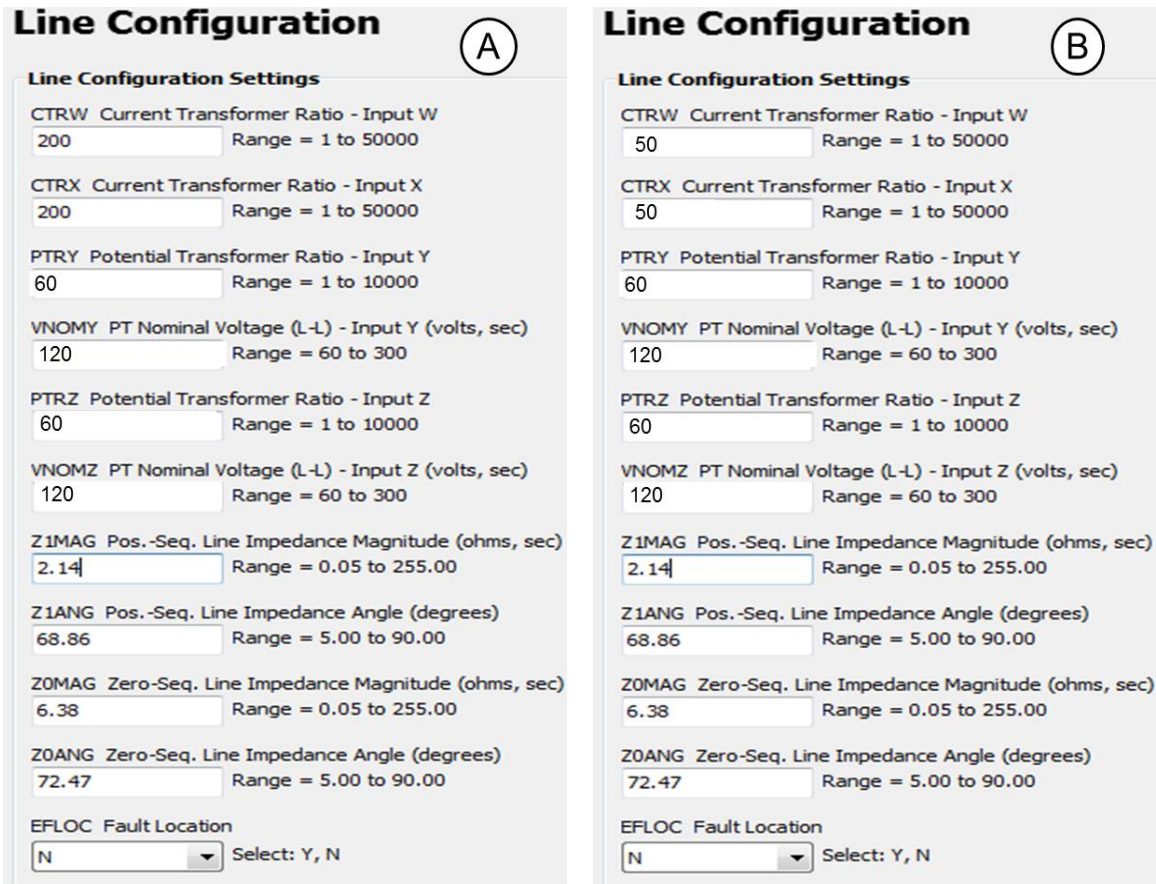 Line Configuration
A
Line Configuration Settings
CTRW Current Transformer Ratio - Input W
200 Range = 1 to 50000
CTRX Current Transformer Ratio - Input X
200 Range = 1 to 50000
PTRY Potential Transformer Ratio - Input Y
60 Range = 1 to 10000
VNOMY PT Nominal Voltage (L-L) - Input Y (volts, sec)
120 Range = 60 to 300
PTRZ Potential Transformer Ratio - Input Z
60 Range = 1 to 10000
VNOMZ PT Nominal Voltage (L-L) - Input Z (volts, sec)
120 Range = 60 to 300
Z1MAG Pos.-Seq. Line Impedance Magnitude (ohms, sec)
2.14 Range = 0.05 to 255.00
Z1ANG Pos.-Seq. Line Impedance Angle (degrees)
68.86 Range = 5.00 to 90.00
Z0MAG Zero-Seq. Line Impedance Magnitude (ohms, sec)
6.38 Range = 0.05 to 255.00
Z0ANG Zero-Seq. Line Impedance Angle (degrees)
72.47 Range = 5.00 to 90.00
EFLOC Fault Location
N Select: Y, N
Line Configuration
B
Line Configuration Settings
CTRW Current Transformer Ratio - Input W
50 Range = 1 to 50000
CTRX Current Transformer Ratio - Input X
50 Range = 1 to 50000
PTRY Potential Transformer Ratio - Input Y
60 Range = 1 to 10000
VNOMY PT Nominal Voltage (L-L) - Input Y (volts, sec)
120 Range = 60 to 300
PTRZ Potential Transformer Ratio - Input Z
60 Range = 1 to 10000
VNOMZ PT Nominal Voltage (L-L) - Input Z (volts, sec)
120 Range = 60 to 300
Z1MAG Pos.-Seq. Line Impedance Magnitude (ohms, sec)
2.14 Range = 0.05 to 255.00
Z1ANG Pos.-Seq. Line Impedance Angle (degrees)
68.86 Range = 5.00 to 90.00
Z0MAG Zero-Seq. Line Impedance Magnitude (ohms, sec)
6.38 Range = 0.05 to 255.00
Z0ANG Zero-Seq. Line Impedance Angle (degrees)
72.47 Range = 5.00 to 90.00
EFLOC Fault Location
N Select: Y, N